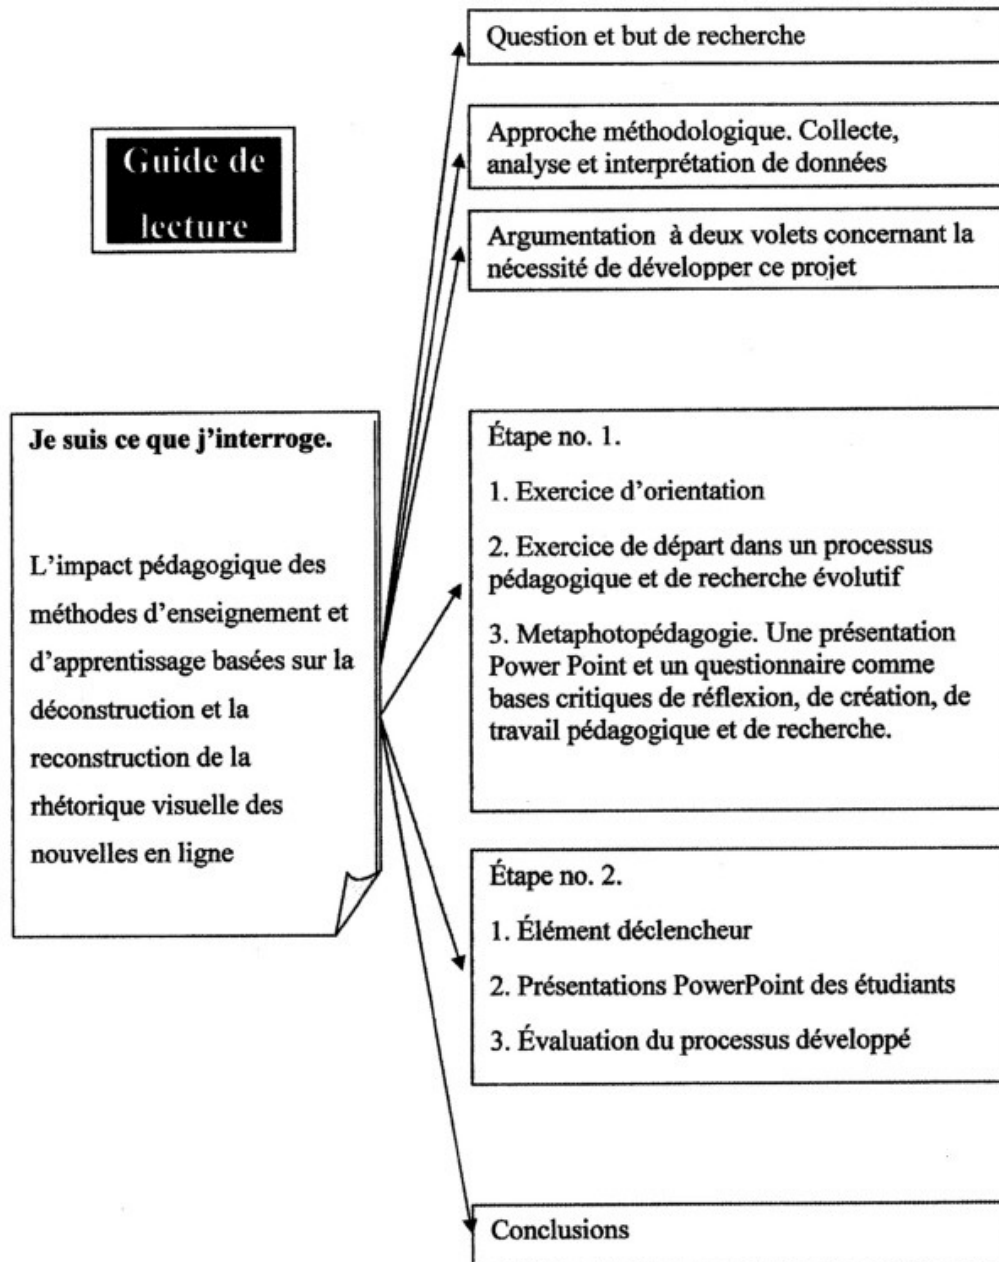 Guide de
lecture
Je suis ce que j'interroge.
L'impact pédagogique des
méthodes d'enseignement et
d'apprentissage basées sur la
déconstruction et la
reconstruction de la
rhétorique visuelle des
nouvelles en ligne
Question et but de recherche
Approche méthodologique. Collecte,
analyse et interprétation de données
Argumentation à deux volets concernant la
nécessité de développer ce projet
Étape no. 1.
1. Exercice d'orientation
2. Exercice de départ dans un processus
pédagogique et de recherche évolutif
3. Metaphotopédagogie. Une présentation
Power Point et un questionnaire comme
bases critiques de réflexion, de création, de
travail pédagogique et de recherche.
Étape no. 2.
1. Élément déclencheur
2. Présentations PowerPoint des étudiants
3. Évaluation du processus développé
Conclusions